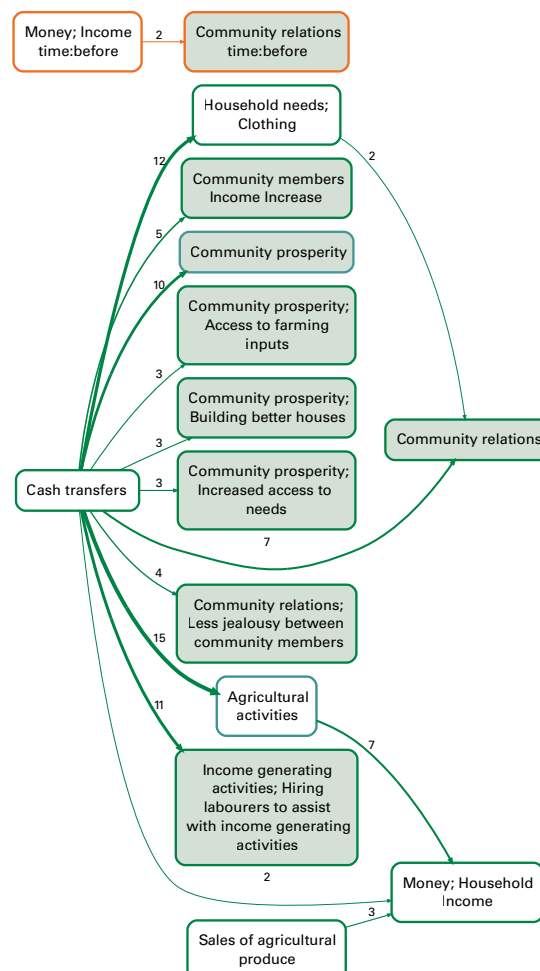 Money; Income
time:before
2
Community relations
time:before
Household needs;
Clothing
2
12
Community members
Income Increase
5
Community prosperity
10
Community prosperity;
Access to farming
inputs
3
Community prosperity;
Building better houses
3
Community relations
Community prosperity;
Increased access to
needs
Cash transfers
3
7
4
Community relations;
Less jealousy between
community members
15
Agricultural
activities
11
7
Income generating
activities; Hiring
labourers to assist
with income generating
activities
2
Money; Household
Income
3
Sales of agricultural
produce